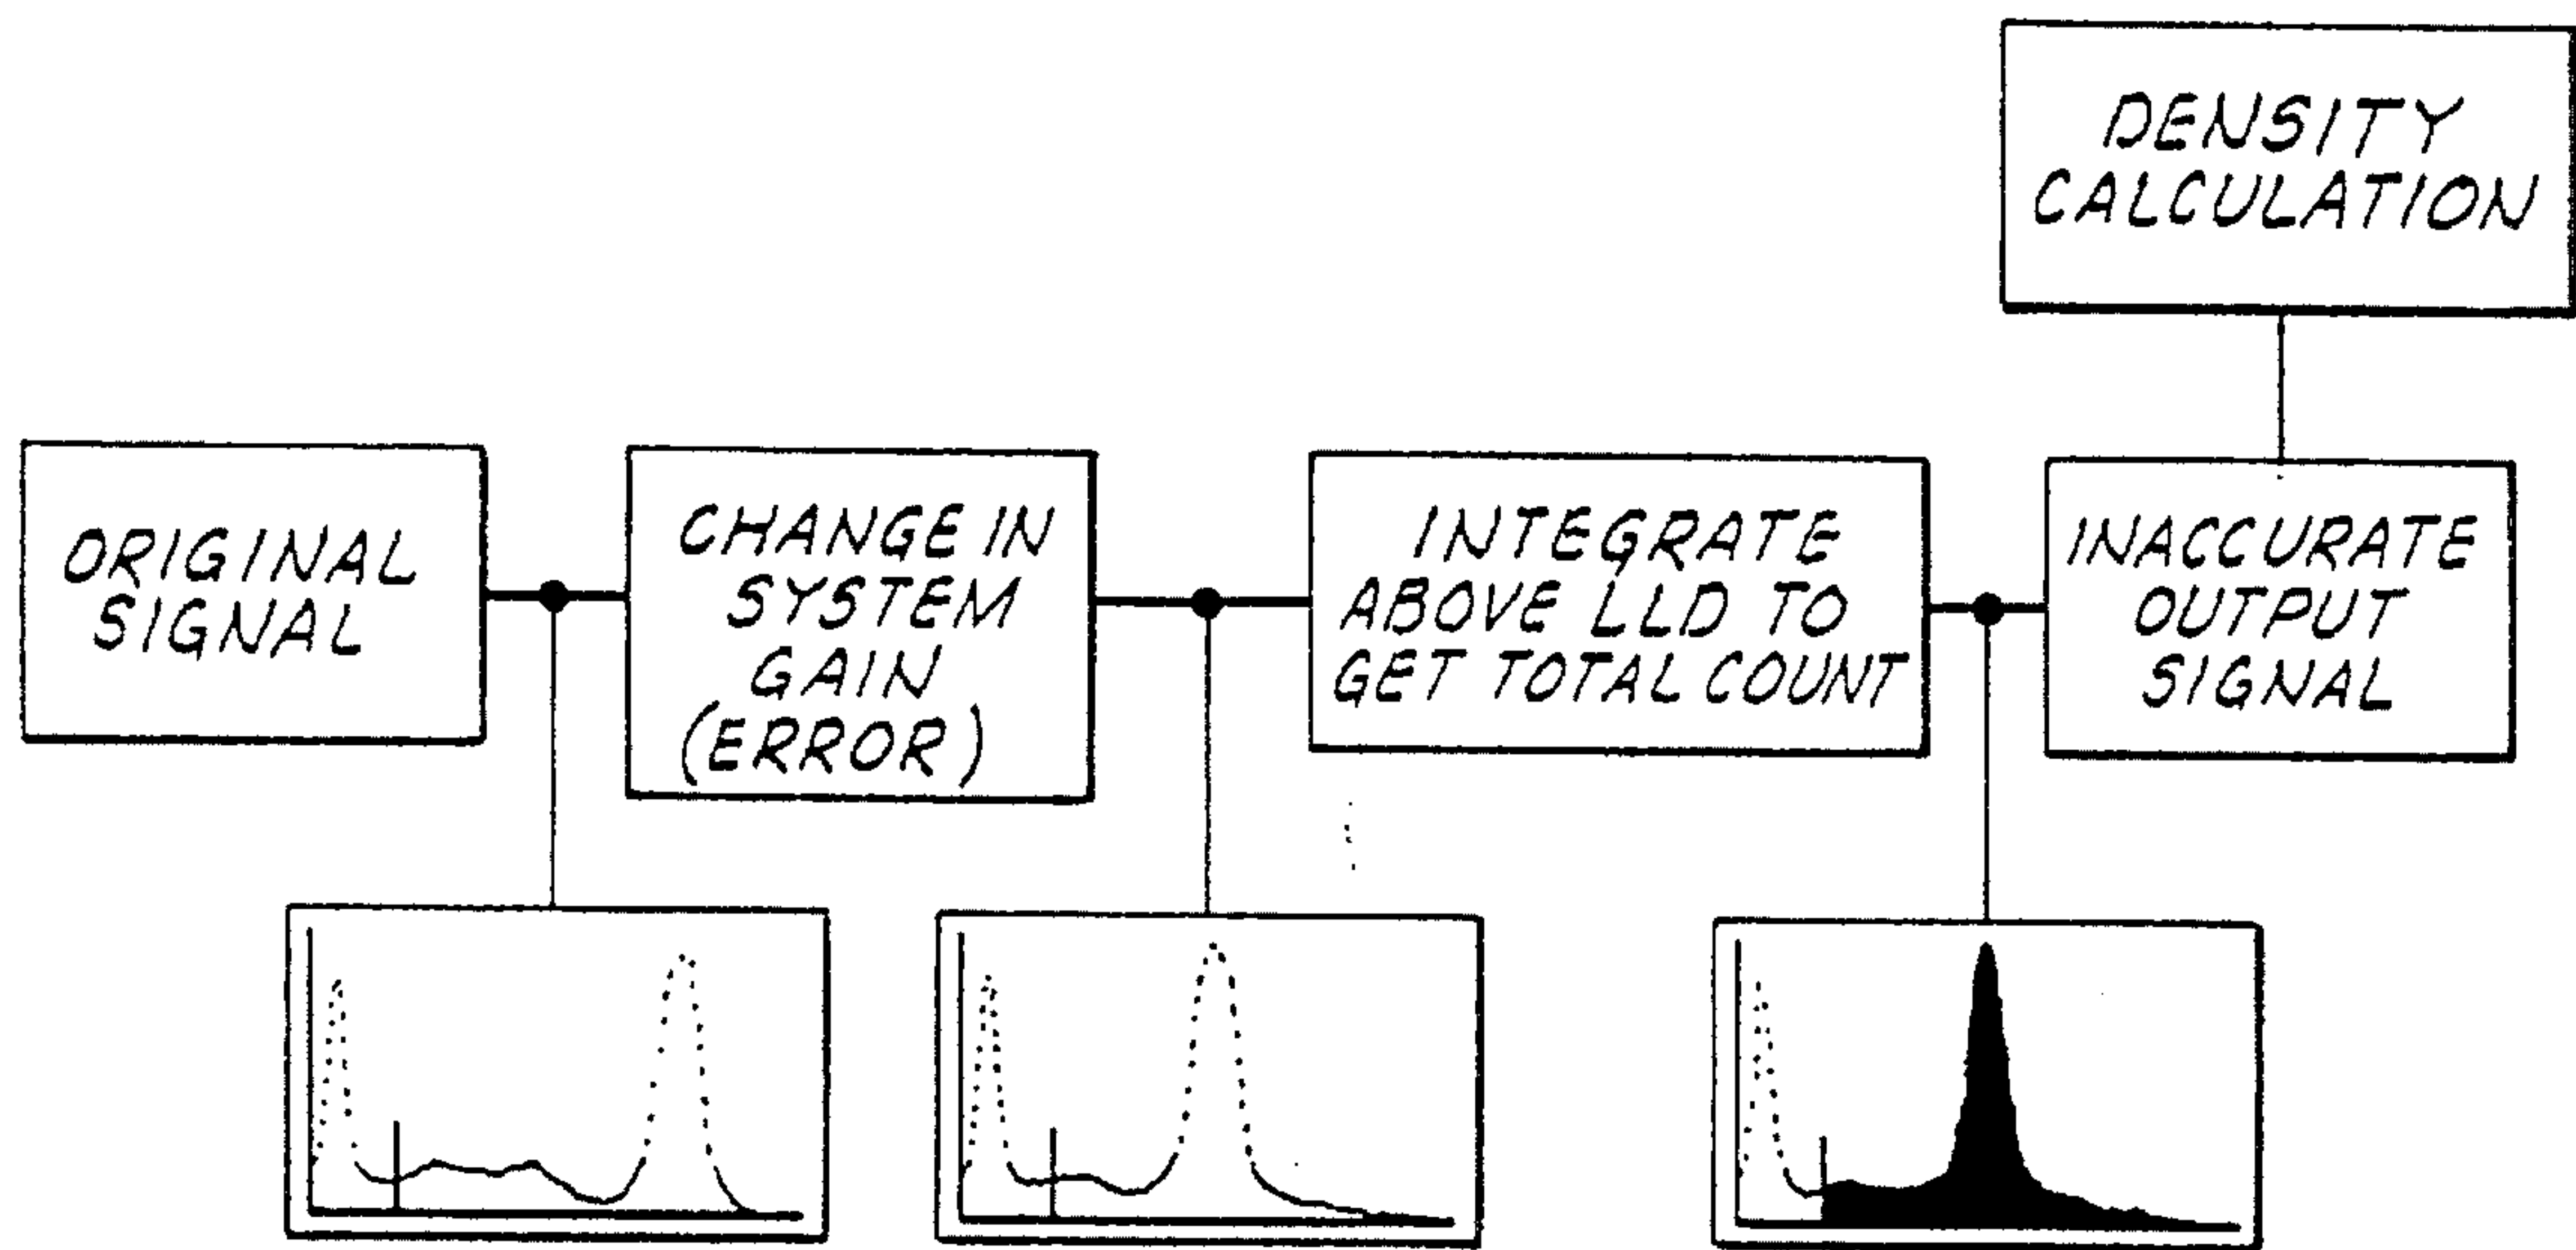 DENSITY
CALCULATION
ORIGINAL
SIGNAL
CHANGE IN
SYSTEM
GAIN
(ERROR)
INTEGRATE
ABOVE LLD TO
GET TOTAL COUNT
INACCURATE
OUTPUT
SIGNAL